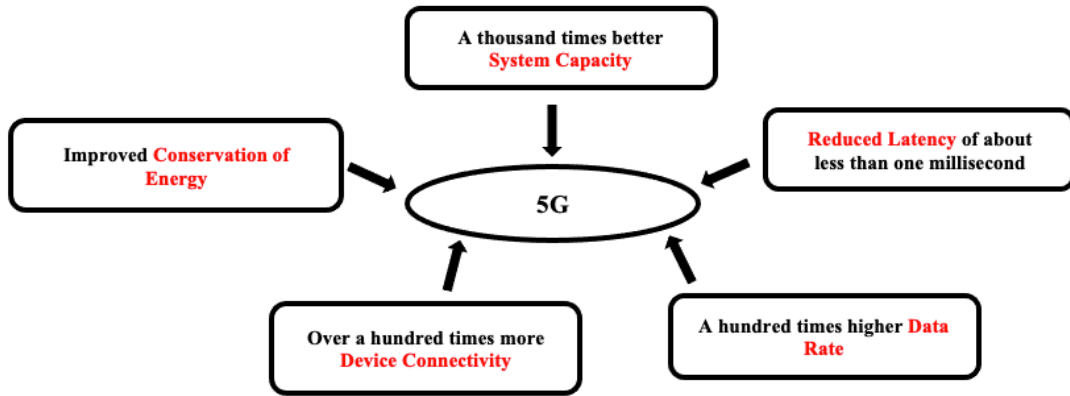 A thousand times better
System Capacity
Improved Conservation of
Energy
Reduced Latency of about
less than one millisecond
5G
Over a hundred times more
Device Connectivity
A hundred times higher Data
Rate